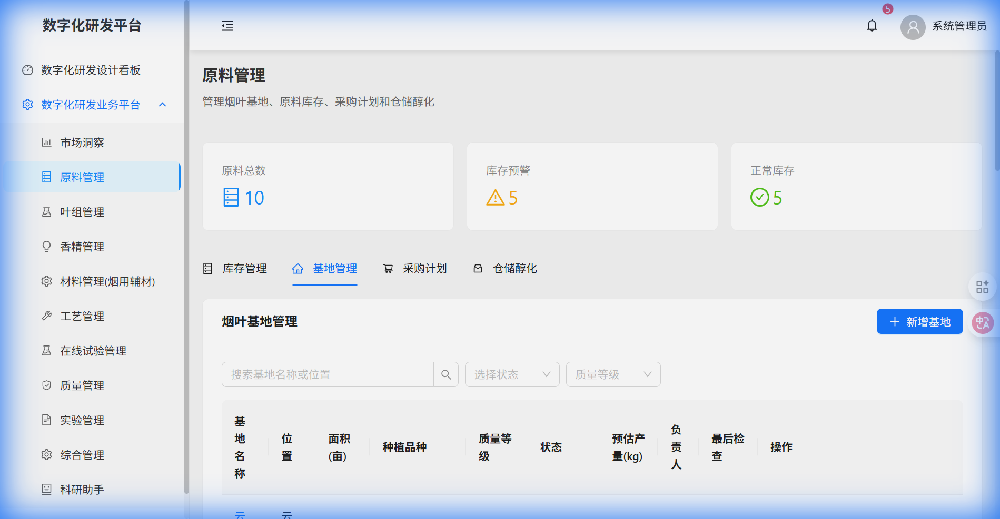 数字化研发平台
5
系统管理员
数字化研发设计看板
数字化研发业务平台
市场洞察
原料管理
叶组管理
香精管理
材料管理(烟用辅材)
工艺管理
在线试验管理
质量管理
实验管理
综合管理
科研助手
原料管理
管理烟叶基地、原料库存、采购计划和仓储醇化
原料总数
10
库存预警
5
正常库存
5
库存管理
基地管理
采购计划
仓储醇化
烟叶基地管理
新增基地
搜索基地名称或位置
选择状态
质量等级
基
地
名
称
位
置
面积
(亩)
种植品种
质量等
级
状态
预估产
量(kg)
负
责
人
最后检
查
操作
云
云
中A